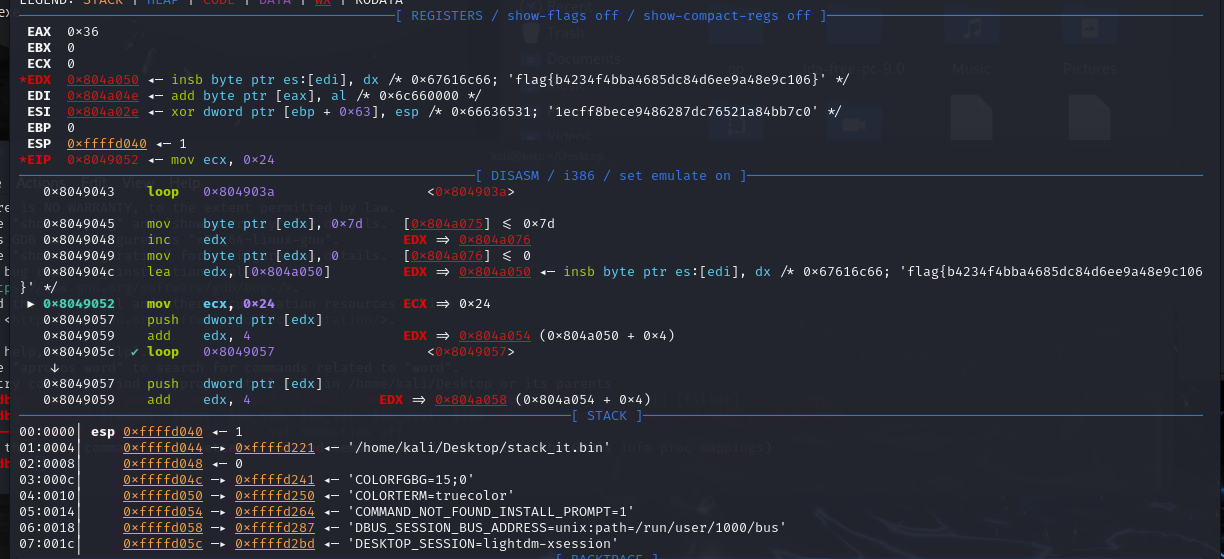 LEGEND: STACK | HEAP | CODE | DATA | WX | RODATA
[ REGISTERS / show-flags off / show-compact-regs off ]
EAX 0×36
EBX 0
ECX 0
*EDX 0×804a050 ◂— insb byte ptr es:[edi], dx /* 0×67616c66; 'flag{b4234f4bba4685dc84d6ee9a48e9c106}' */
EDI 0×804a04e ◂— add byte ptr [eax], al /* 0×6c660000 */
ESI 0×804a02e ◂— xor dword ptr [ebp + 0×63], esp /* 0×66636531; '1ecff8bece9486287dc76521a84bb7c0' */
EBP 0
ESP 0×ffffd040 ◂— 1
*EIP 0×8049052 ◂— mov ecx, 0×24
[ DISASM / i386 / set emulate on ]
0×8049043 loop 0×804903a <0×804903a>
0×8049045 mov byte ptr [edx], 0×7d [0×804a075] ⩽ 0×7d
0×8049048 inc edx EDX ⇒ 0×804a076
0×8049049 mov byte ptr [edx], 0 [0×804a076] ⩽ 0
0×804904c lea edx, [0×804a050] EDX ⇒ 0×804a050 ◂— insb byte ptr es:[edi], dx /* 0×67616c66; 'flag{b4234f4bba4685dc84d6ee9a48e9c106
}' */
► 0×8049052 mov ecx, 0×24 ECX ⇒ 0×24
0×8049057 push dword ptr [edx]
0×8049059 add edx, 4 EDX ⇒ 0×804a054 (0×804a050 + 0×4)
0×804905c ✔ loop 0×8049057 <0×8049057>
↓
0×8049057 push dword ptr [edx]
0×8049059 add edx, 4 EDX ⇒ 0×804a058 (0×804a054 + 0×4)
[ STACK ]
00:0000│ esp 0×ffffd040 ◂— 1
01:0004│ 0×ffffd044 —▸ 0×ffffd221 ◂— '/home/kali/Desktop/stack_it.bin'
02:0008│ 0×ffffd048 ◂— 0
03:000c│ 0×ffffd04c —▸ 0×ffffd241 ◂— 'COLORFGBG=15;0'
04:0010│ 0×ffffd050 —▸ 0×ffffd250 ◂— 'COLORTERM=truecolor'
05:0014│ 0×ffffd054 —▸ 0×ffffd264 ◂— 'COMMAND_NOT_FOUND_INSTALL_PROMPT=1'
06:0018│ 0×ffffd058 —▸ 0×ffffd287 ◂— 'DBUS_SESSION_BUS_ADDRESS=unix:path=/run/user/1000/bus'
07:001c│ 0×ffffd05c —▸ 0×ffffd2bd ◂— 'DESKTOP_SESSION=lightdm-xsession'
[ BACKTRACE ]